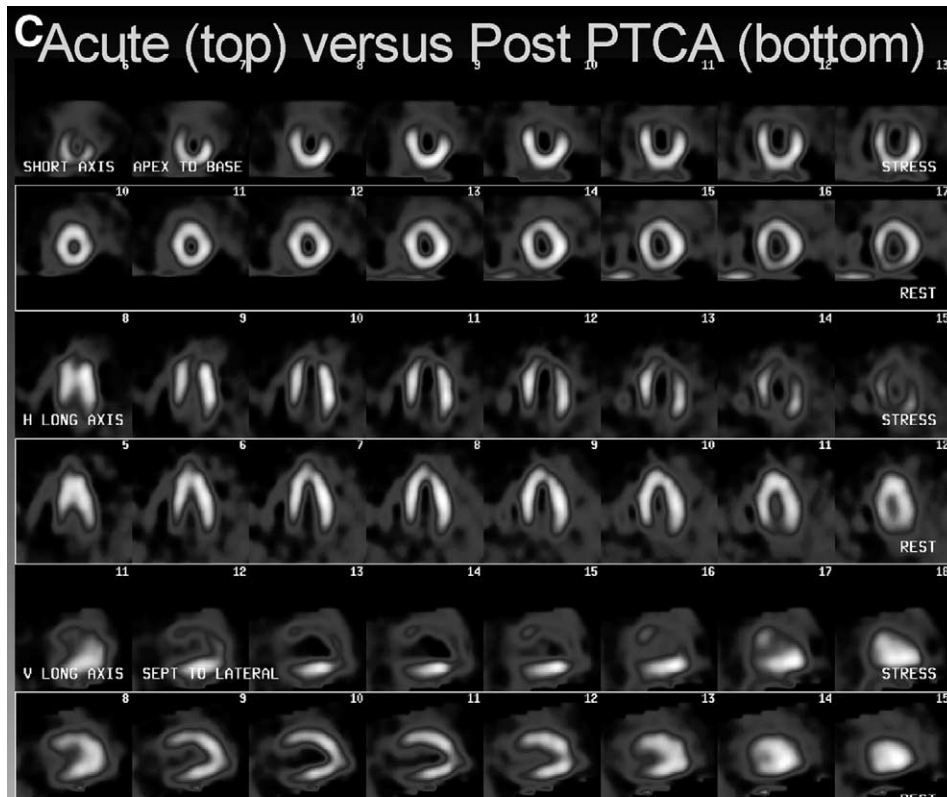 C Acute (top) versus Post PTCA (bottom)
6 7 8 9 10 11 12 13
SHORT AXIS APEX TO BASE STRESS
10 11 12 13 14 15 16 17
REST
8 9 10 11 12 13 14 15
H LONG AXIS STRESS
5 6 7 8 9 10 11 12
REST
11 12 13 14 15 16 17 18
V LONG AXIS SEPT TO LATERAL STRESS
8 9 10 11 12 13 14 15
REST